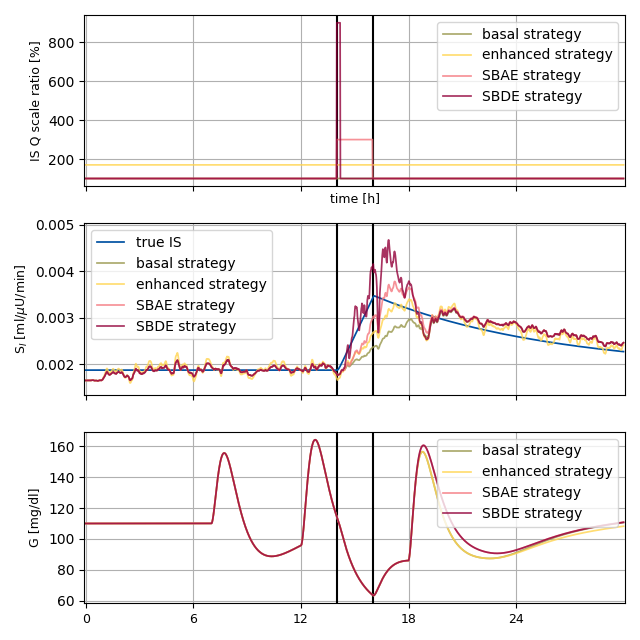 IS Q scale ratio [%]
800
600
400
200
basal strategy
enhanced strategy
SBAE strategy
SBDE strategy
time [h]
S_I [ml/μU/min]
0.005
0.004
0.003
0.002
true IS
basal strategy
enhanced strategy
SBAE strategy
SBDE strategy
G [mg/dl]
160
140
120
100
80
60
basal strategy
enhanced strategy
SBAE strategy
SBDE strategy
0 6 12 18 24